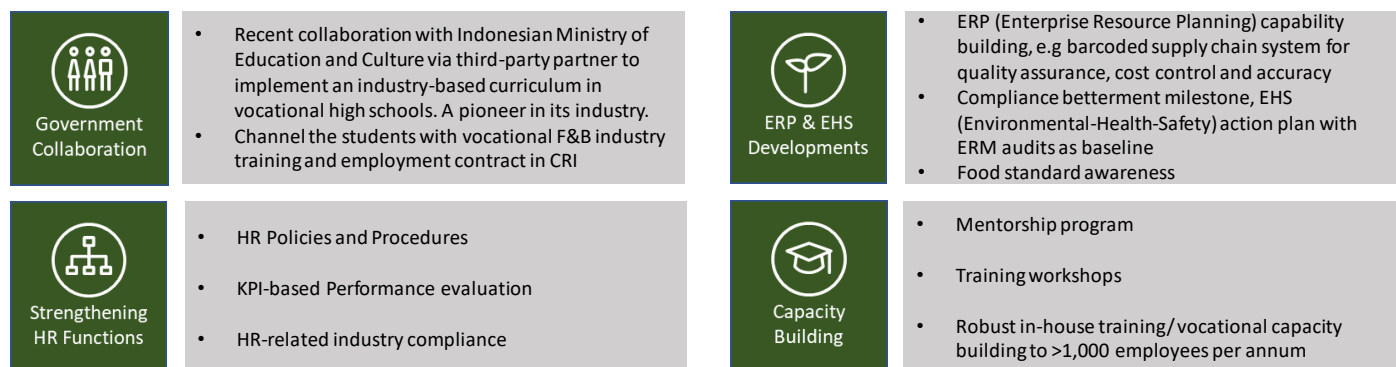 Government
Collaboration
• Recent collaboration with Indonesian Ministry of
Education and Culture via third-party partner to
implement an industry-based curriculum in
vocational high schools. A pioneer in its industry.
• Channel the students with vocational F&B industry
training and employment contract in CRI
ERP & EHS
Developments
• ERP (Enterprise Resource Planning) capability
building, e.g barcoded supply chain system for
quality assurance, cost control and accuracy
• Compliance betterment milestone, EHS
(Environmental-Health-Safety) action plan with
ERM audits as baseline
• Food standard awareness
Strengthening
HR Functions
• HR Policies and Procedures
• KPI-based Performance evaluation
• HR-related industry compliance
Capacity
Building
• Mentorship program
• Training workshops
• Robust in-house training/vocational capacity
building to >1,000 employees per annum